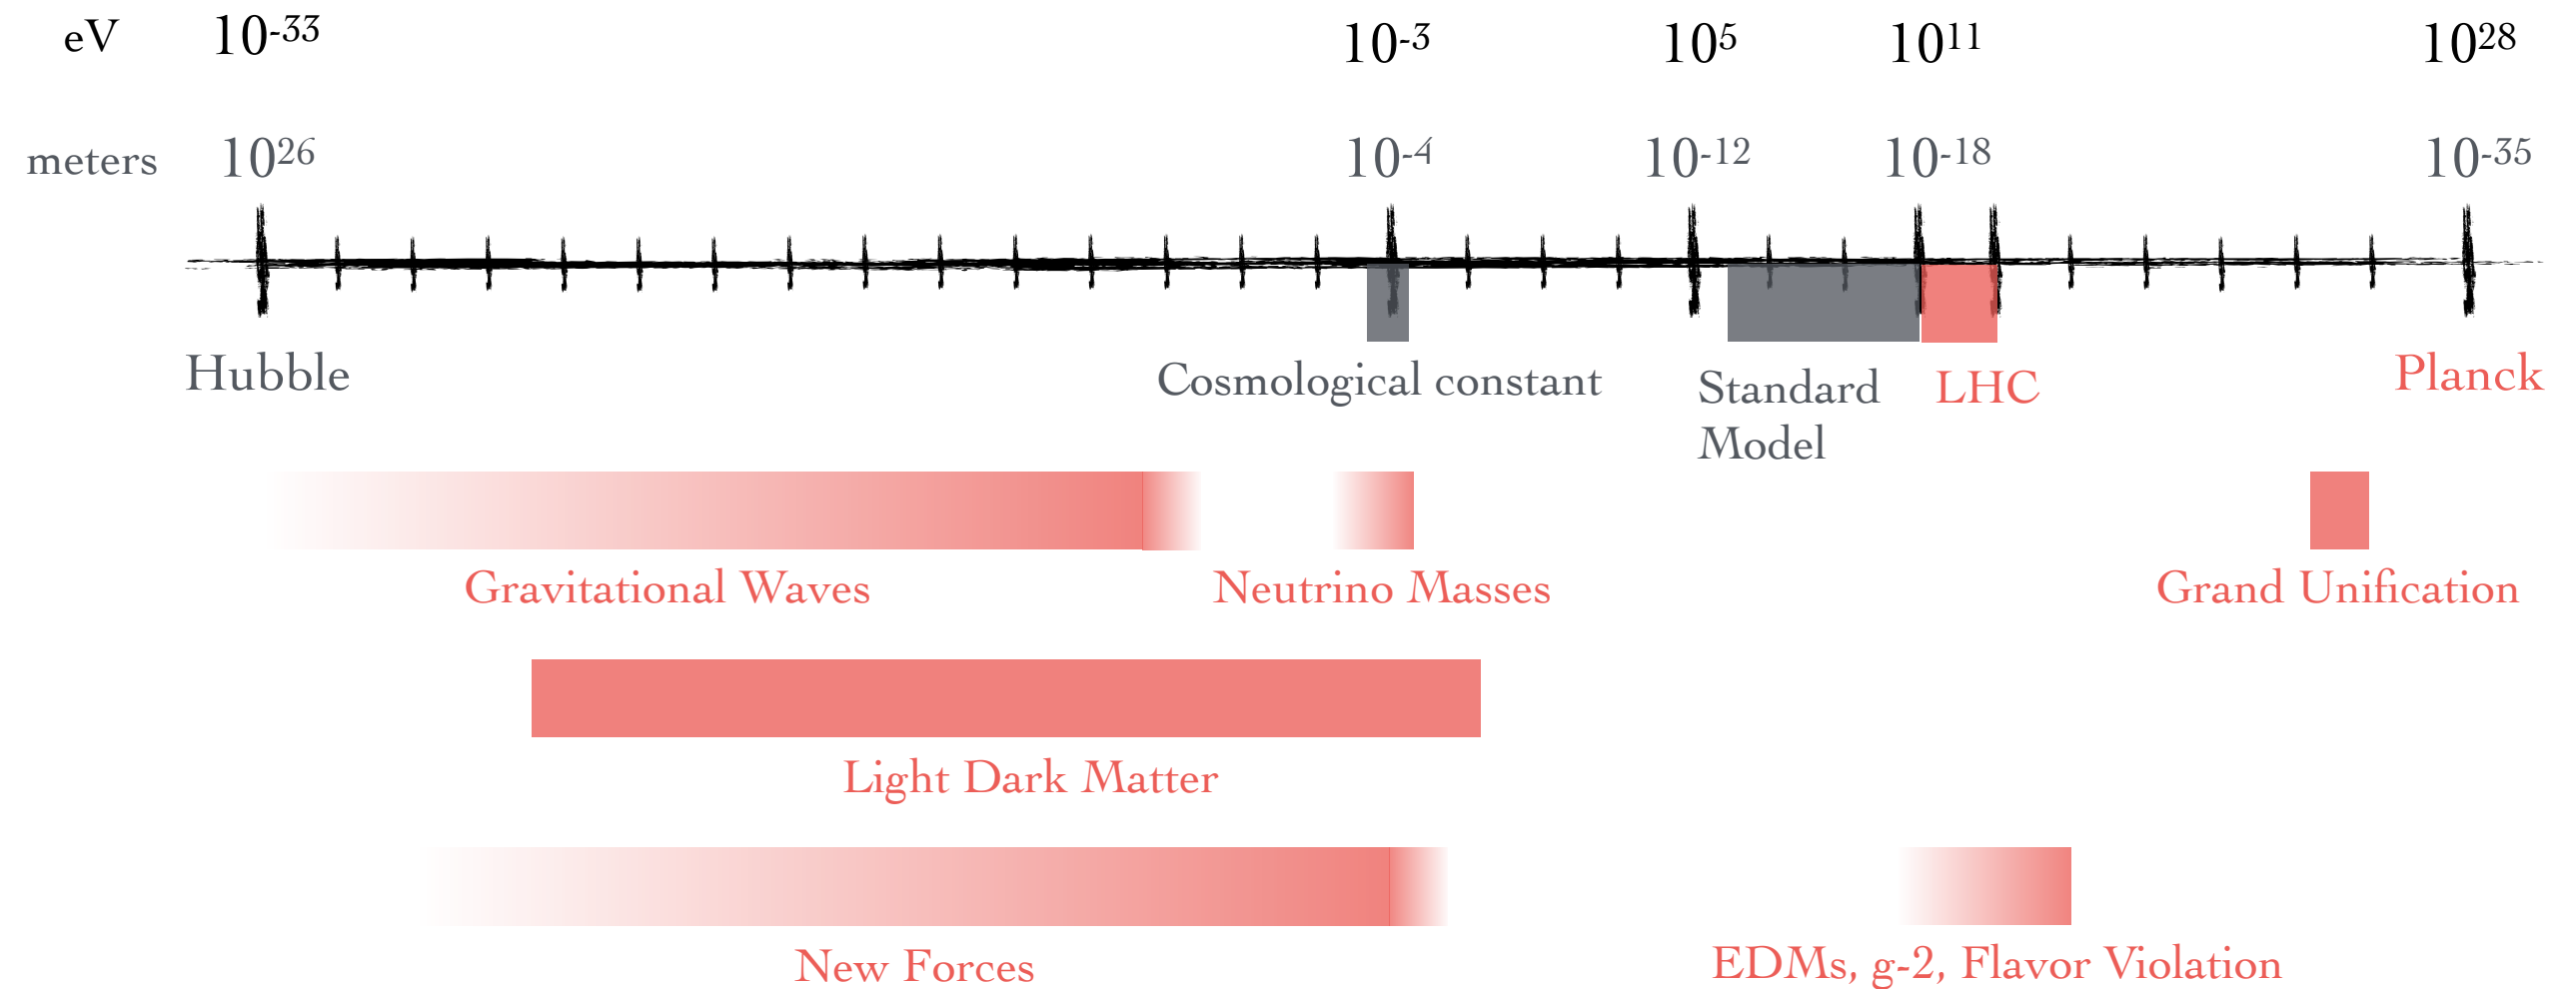 eV 10-33 10-3 105 1011 1028
meters 1026 10-4 10-12 10-18 10-35
Hubble Cosmological constant Standard Model LHC Planck
Gravitational Waves Neutrino Masses Grand Unification
Light Dark Matter
New Forces EDMs, g-2, Flavor Violation